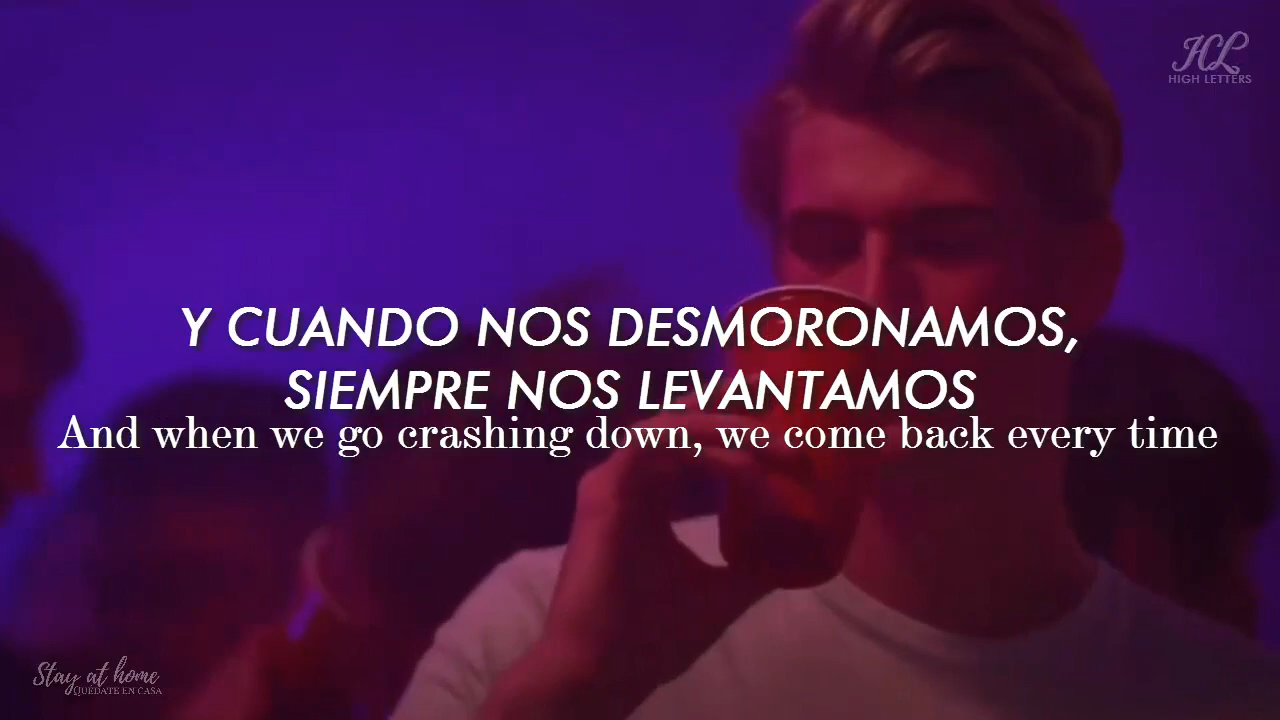 HL
HIGH LETTERS
Y CUANDO NOS DESMORONAMOS,
SIEMPRE NOS LEVANTAMOS
And when we go crashing down, we come back every time
Stay at home
QUÉDATE EN CASA